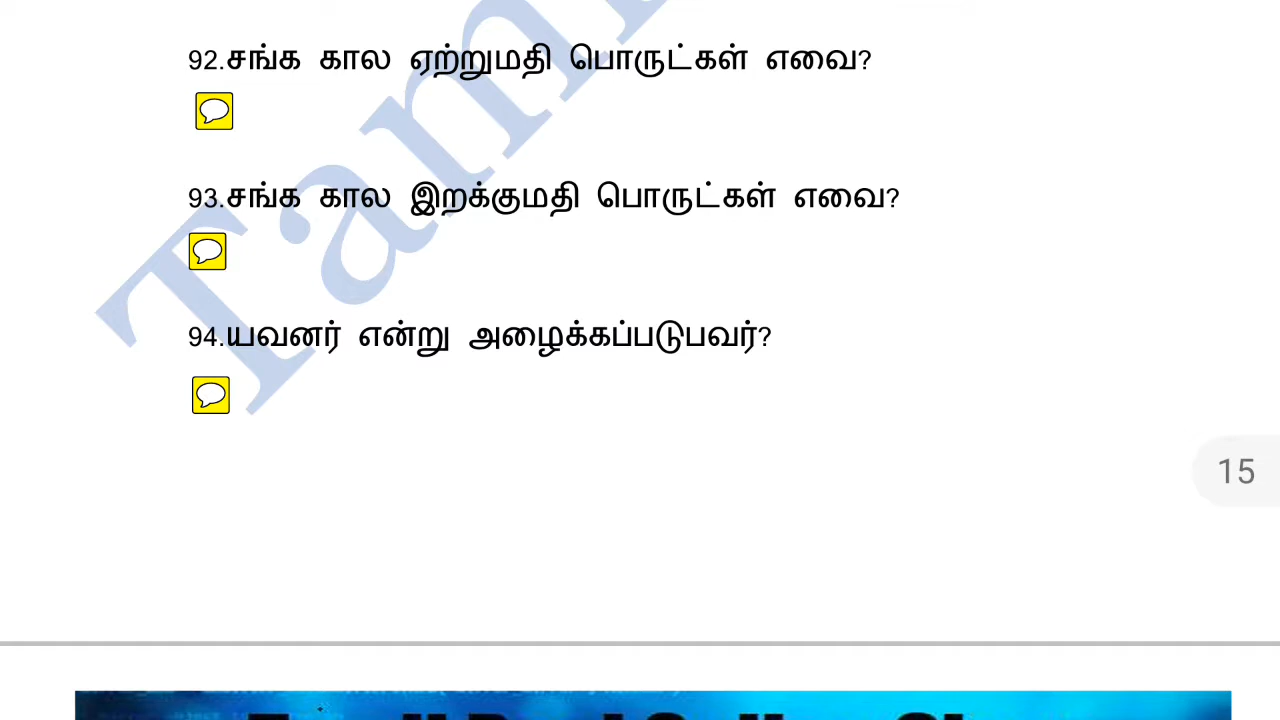 92.சங்க கால ஏற்றுமதி பொருட்கள் எவை?
93.சங்க கால இறக்குமதி பொருட்கள் எவை?
94.யவனர் என்று அழைக்கப்படுபவர்?
15